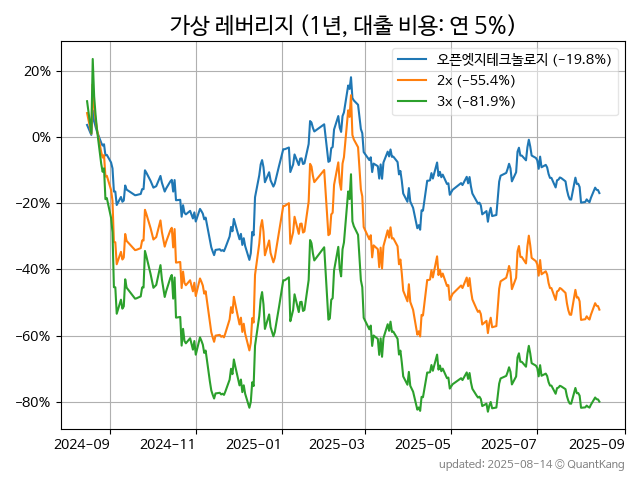 가상 레버리지 (1년, 대출 비용: 연 5%)
오픈엣지테크놀로지 (−19.8%)
2x (−55.4%)
3x (−81.9%)
20%
0%
−20%
−40%
−60%
−80%
2024-09 2024-11 2025-01 2025-03 2025-05 2025-07 2025-09
updated: 2025-08-14 © QuantKang